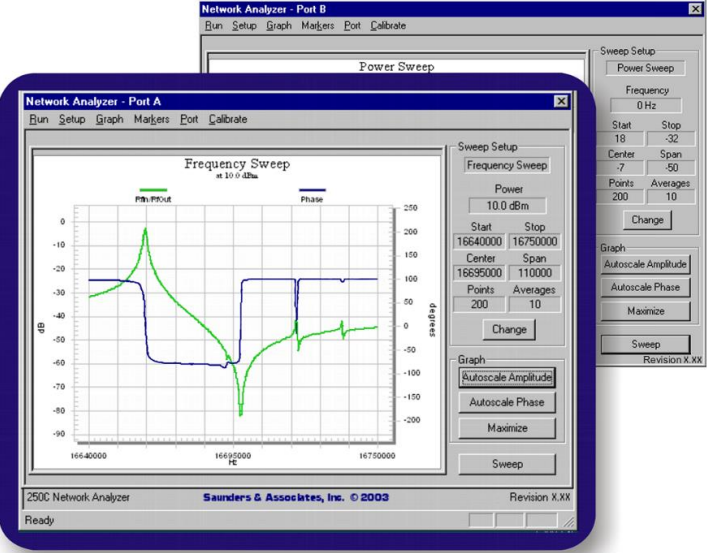 Network Analyzer - Port B
Run Setup Graph Markers Port Calibrate
Power Sweep
Sweep Setup
Power Sweep
Frequency
0 Hz
Start Stop
18 -32
Center Span
-7 -50
Points Averages
200 10
Change
Graph
Autoscale Amplitude
Autoscale Phase
Maximize
Sweep
Revision X.XX
Network Analyzer - Port A
Run Setup Graph Markers Port Calibrate
Frequency Sweep
at 10.0 dBm
RfIn/RfOut Phase
0
-10
-20
-30
-40
-50
-60
-70
-80
-90
dB
250
200
150
100
50
0
-50
-100
-150
-200
degrees
16640000 16695000 16750000
Hz
Sweep Setup
Frequency Sweep
Power
10.0 dBm
Start Stop
16640000 16750000
Center Span
16695000 110000
Points Averages
200 10
Change
Graph
Autoscale Amplitude
Autoscale Phase
Maximize
Sweep
250C Network Analyzer Saunders & Associates, Inc. © 2003 Revision X.XX
Ready